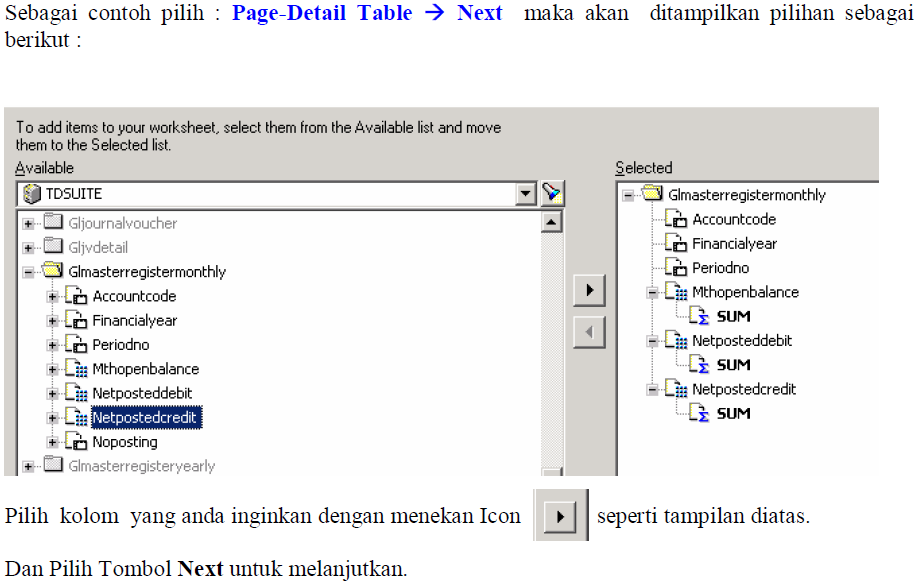 Sebagai contoh pilih : Page-Detail Table → Next maka akan ditampilkan pilihan sebagai
berikut :
To add items to your worksheet, select them from the Available list and move
them to the Selected list.
Available
TDSUITE
Gljournalvoucher
Gljvdetail
Glmasterregistermonthly
Accountcode
Financialyear
Periodno
Mthopenbalance
Netposteddebit
Netpostedcredit
Noposting
Glmasterregisteryearly
Selected
Glmasterregistermonthly
Accountcode
Financialyear
Periodno
Mthopenbalance
SUM
Netposteddebit
SUM
Netpostedcredit
SUM
Pilih kolom yang anda inginkan dengan menekan Icon seperti tampilan diatas.
Dan Pilih Tombol Next untuk melanjutkan.